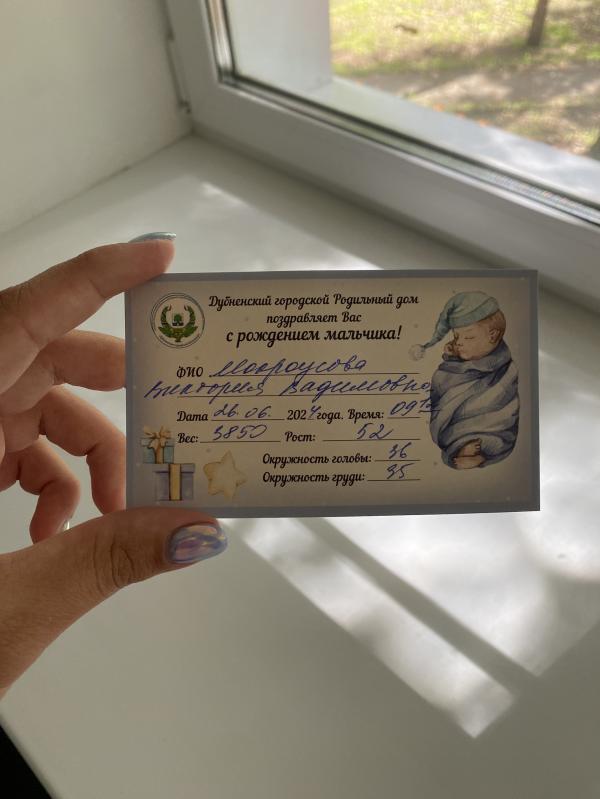 Дубненский городской Родильный дом
поздравляет Вас
с рождением мальчика!
ФИО Мокроусова
Виктория Вадимовна
Дата 26.06. 2024 года. Время: 09 12
Вес: 3850 Рост: 52
Окружность головы: 36
Окружность груди: 35